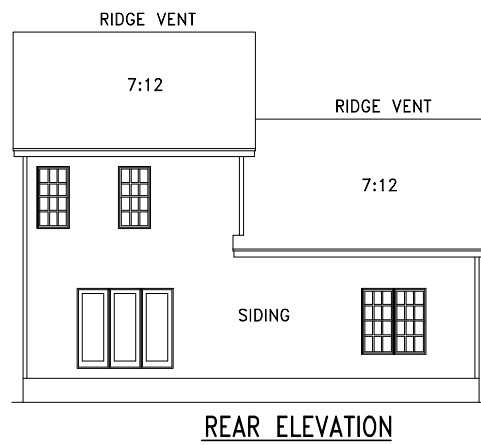 RIDGE VENT
7:12
RIDGE VENT
7:12
SIDING
REAR ELEVATION